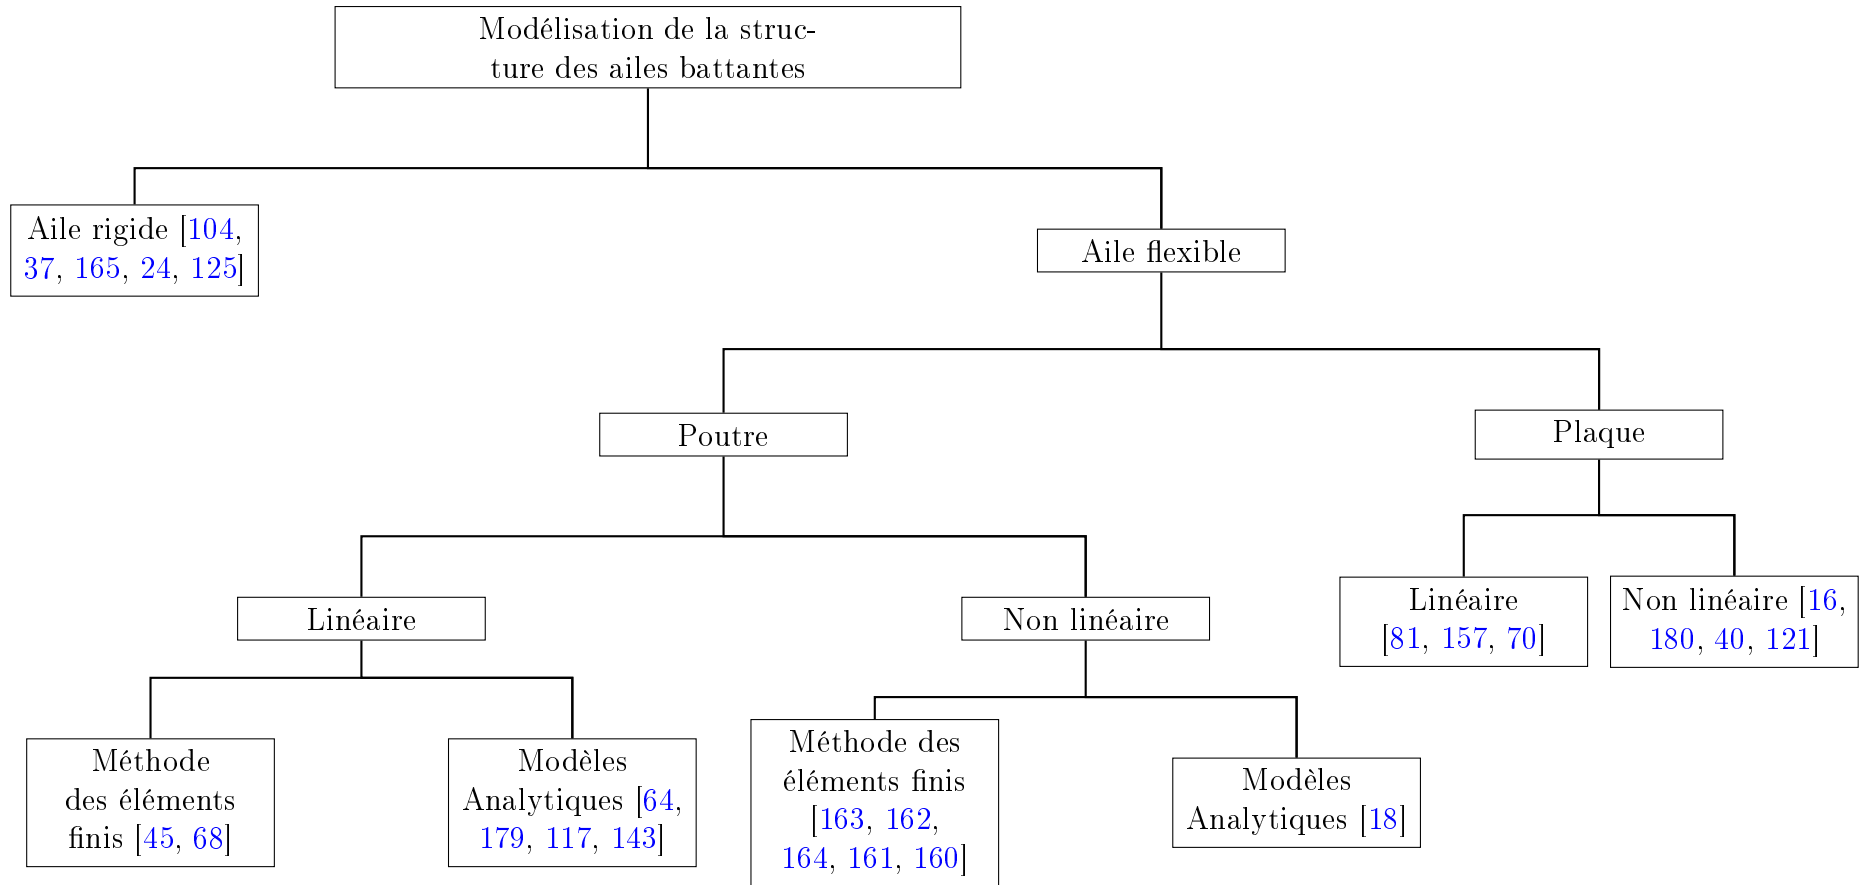 Modélisation de la struc-
ture des ailes battantes
Aile rigide [104,
37, 165, 24, 125]
Aile flexible
Poutre
Plaque
Linéaire
Non linéaire
Linéaire
[81, 157, 70]
Non linéaire [16,
180, 40, 121]
Méthode
des éléments
finis [45, 68]
Modèles
Analytiques [64,
179, 117, 143]
Méthode des
éléments finis
[163, 162,
164, 161, 160]
Modèles
Analytiques [18]